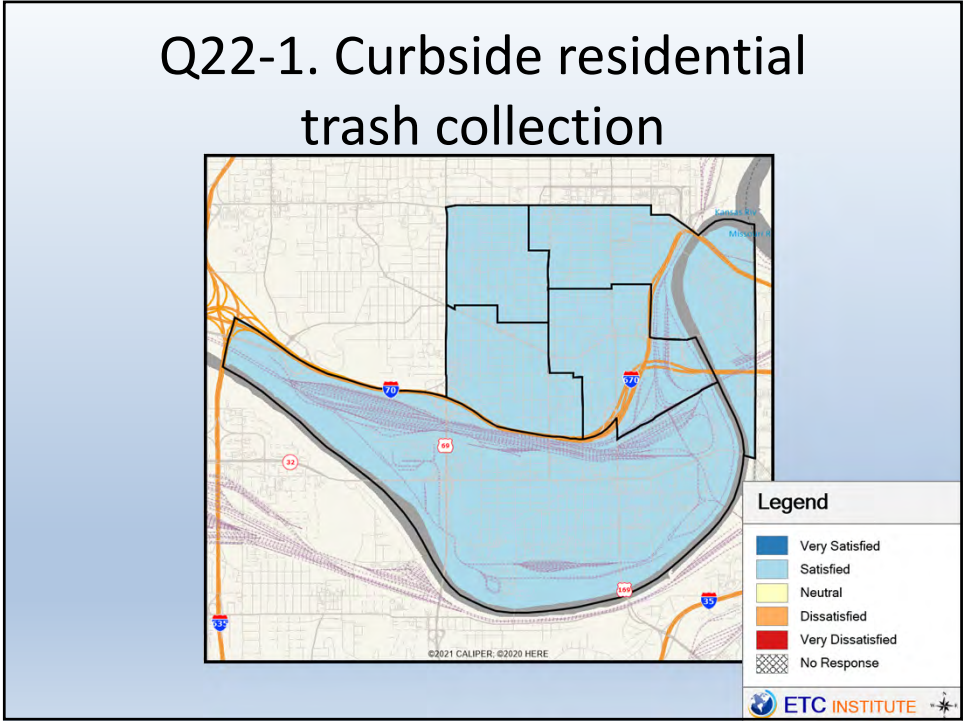 Q22-1. Curbside residential
trash collection
Kansas Riv
Missouri R
70
670
69
32
169
35
635
©2021 CALIPER; ©2020 HERE
Legend
Very Satisfied
Satisfied
Neutral
Dissatisfied
Very Dissatisfied
No Response
ETC INSTITUTE